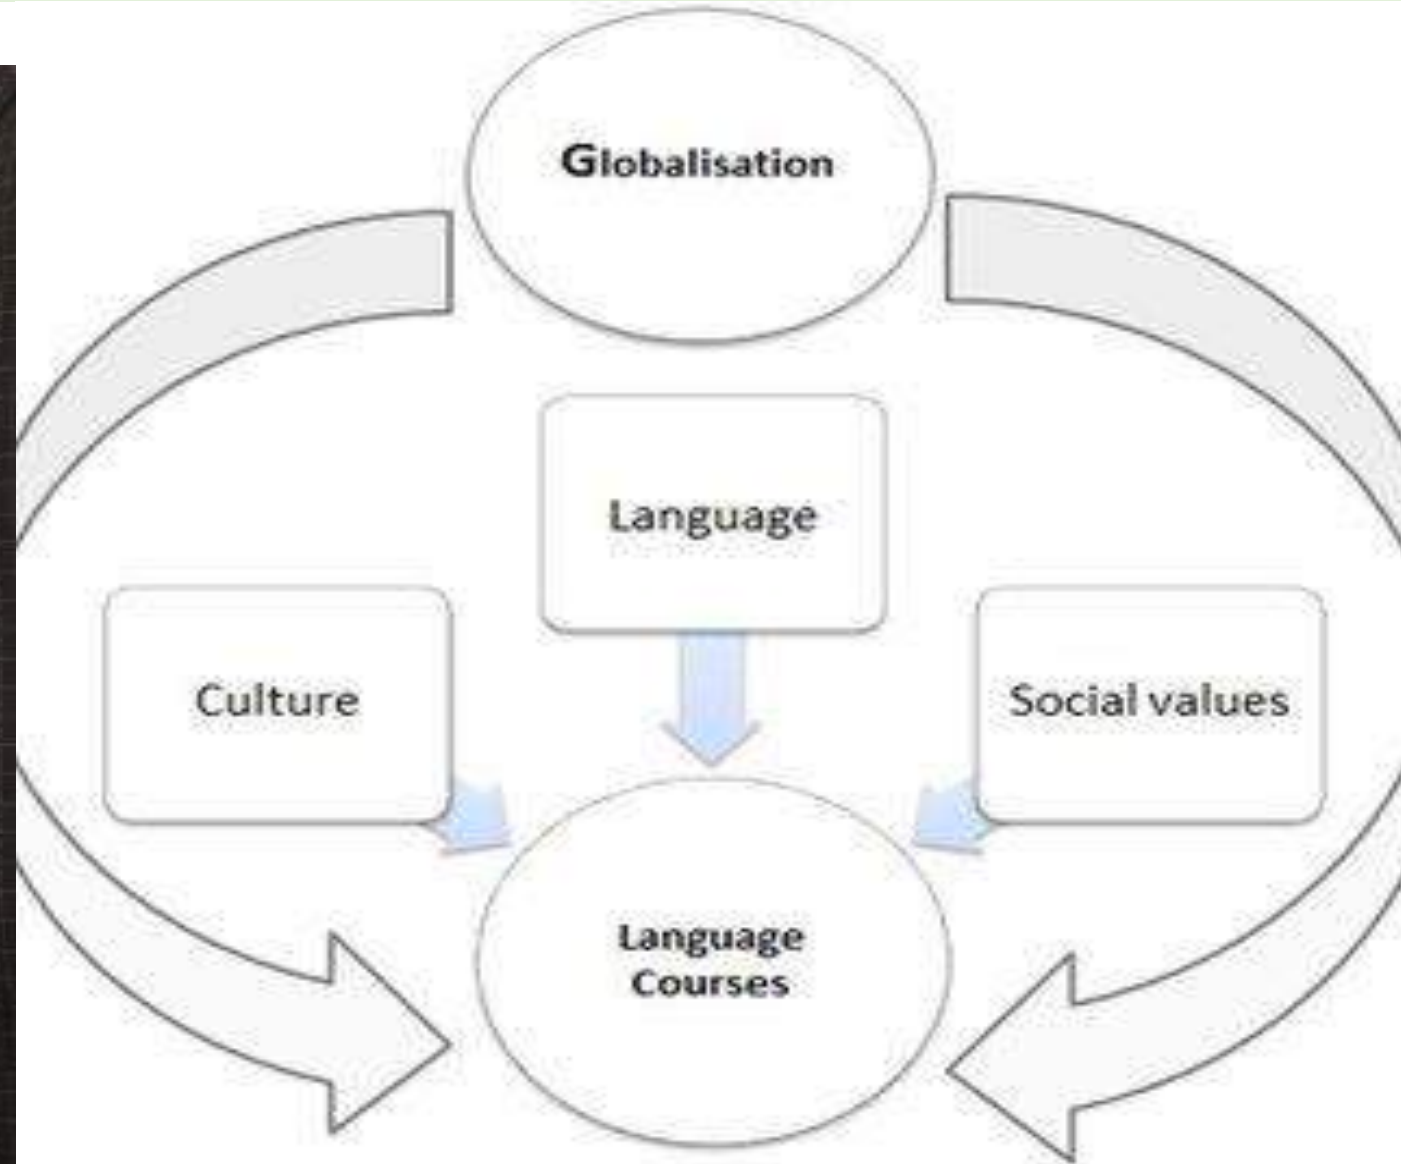 Globalisation
Language
Culture
Social values
Language
Courses